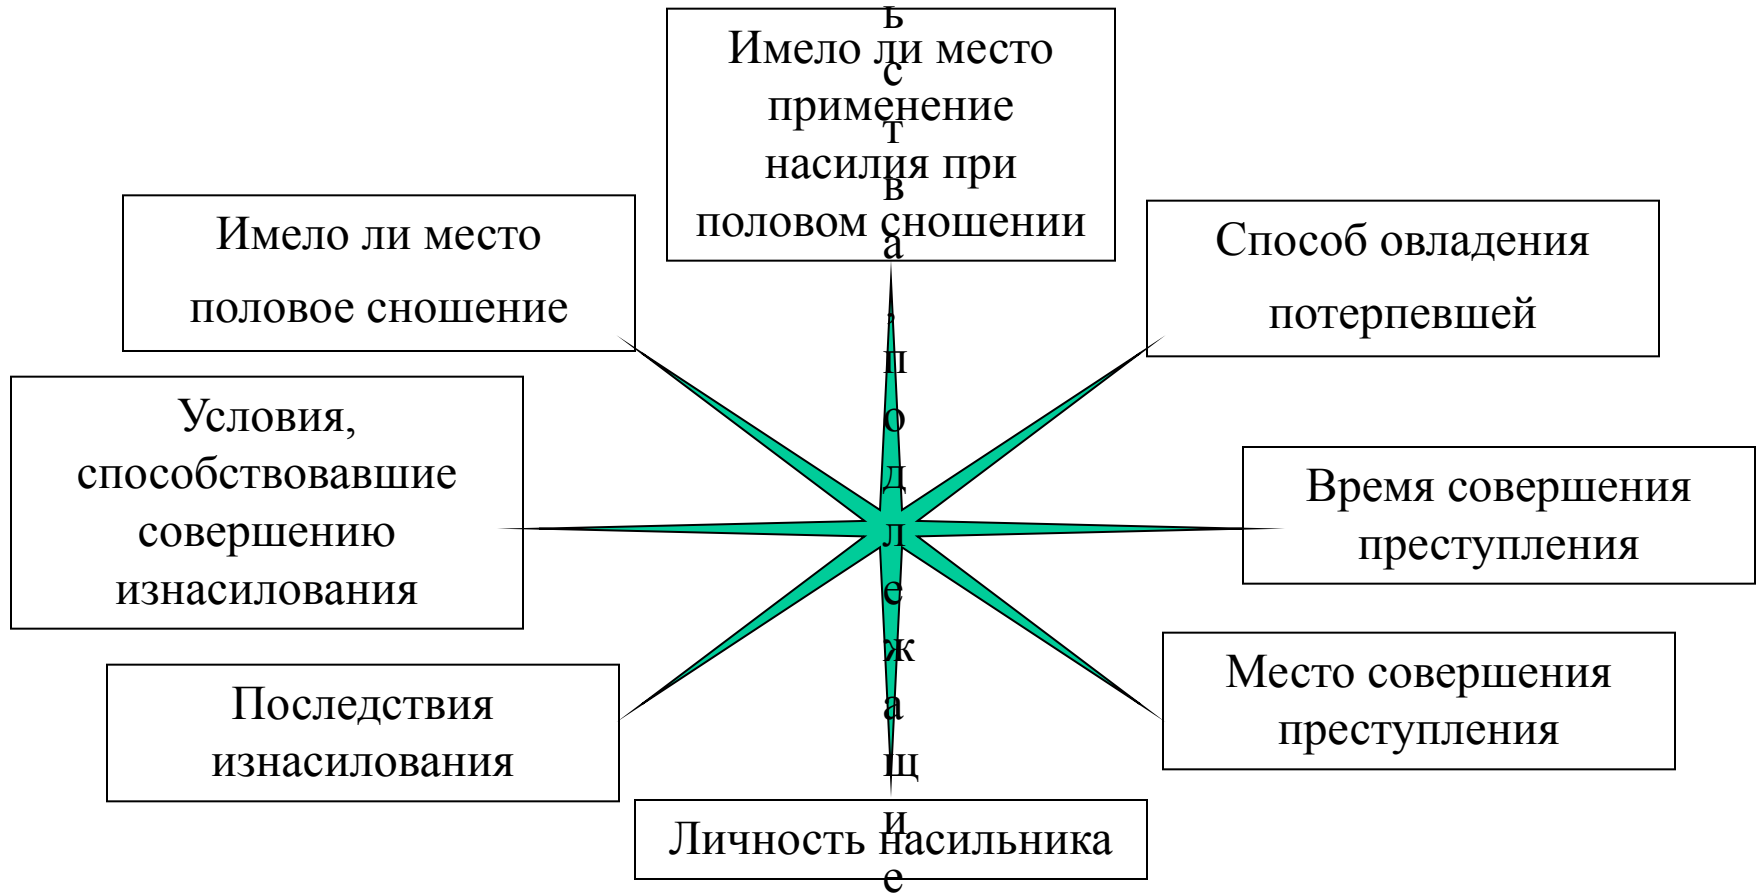 Имело ли место
применение
насилия при
половом сношении
Имело ли место
половое сношение
Способ овладения
потерпевшей
Условия,
способствовавшие
совершению
изнасилования
Время совершения
преступления
Последствия
изнасилования
Место совершения
преступления
Личность насильника
ь
с
т
в
а
,
п
о
д
л
е
ж
а
щ
и
е